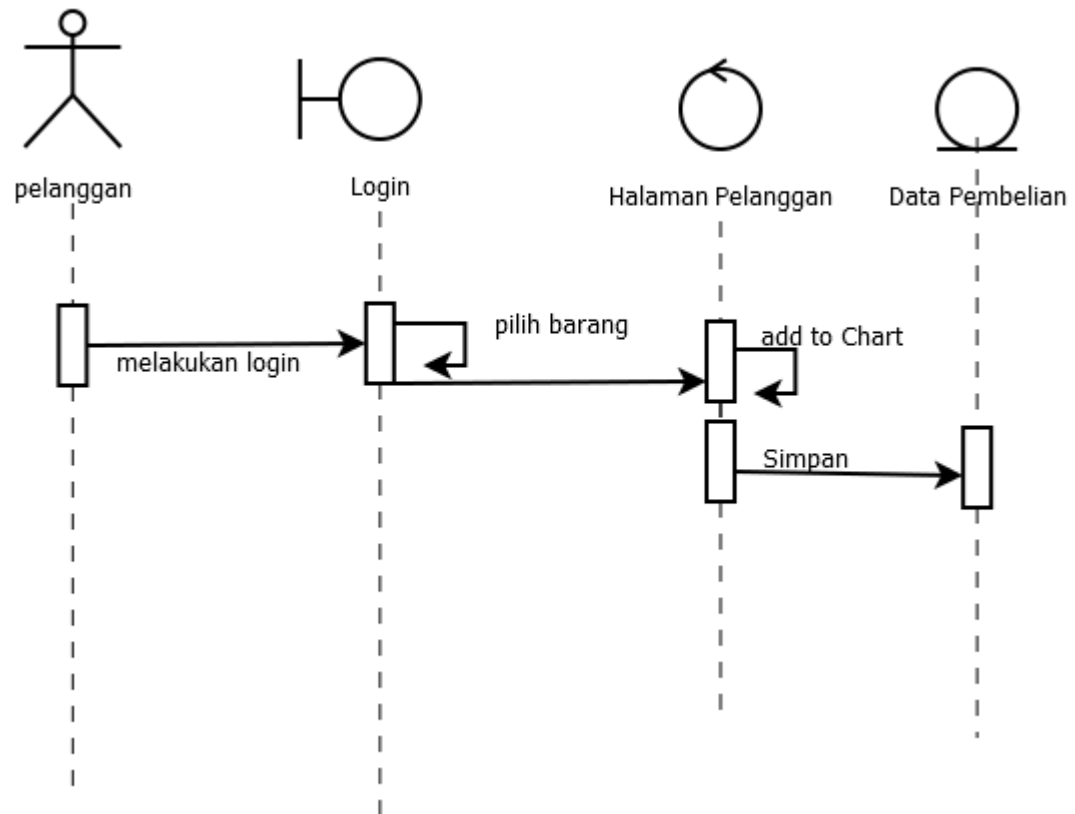 pelanggan
Login
Halaman Pelanggan
Data Pembelian
melakukan login
pilih barang
add to Chart
Simpan